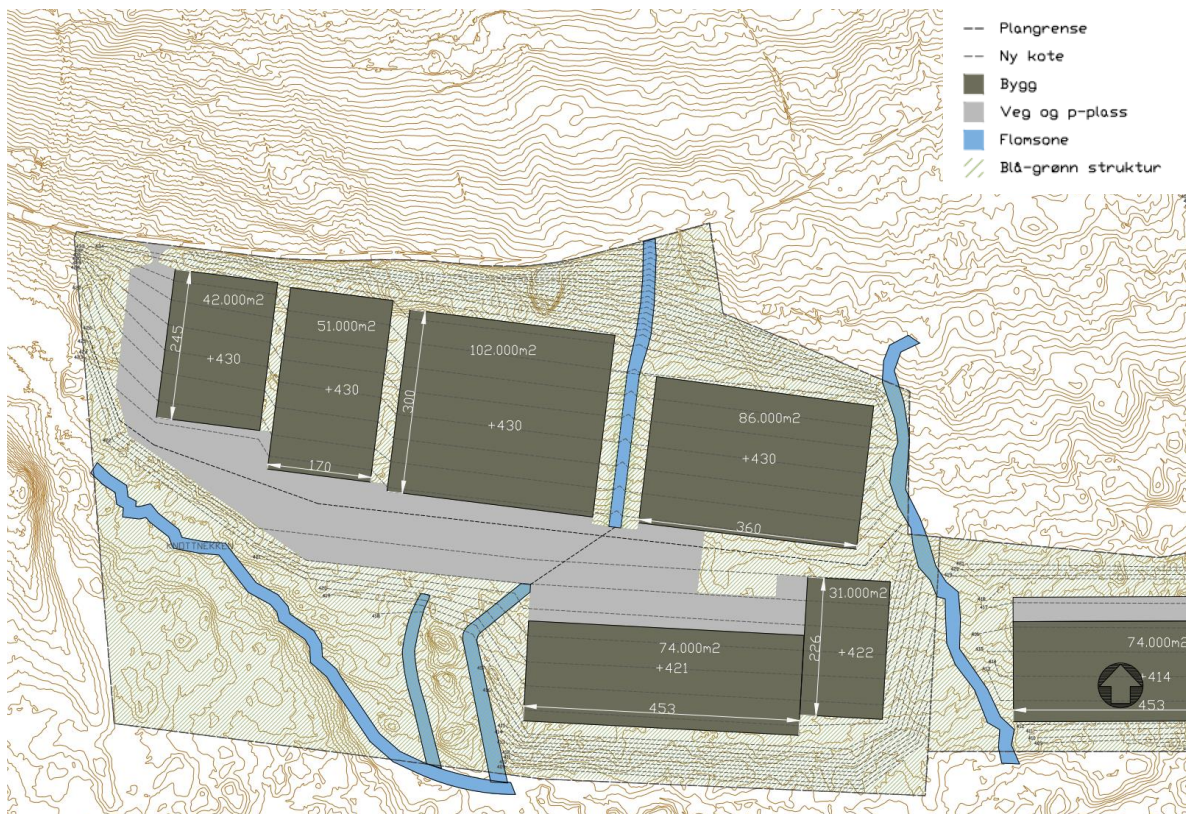 Plangrense
Ny kote
Bygg
Veg og p-plass
Flomsone
Blå-grønn struktur
42.000m2
245
+430
51.000m2
+430
170
102.000m2
300
+430
86.000m2
+430
360
KNOTTNEKKEN
74.000m2
+421
453
31.000m2
226
+422
74.000m2
+414
453